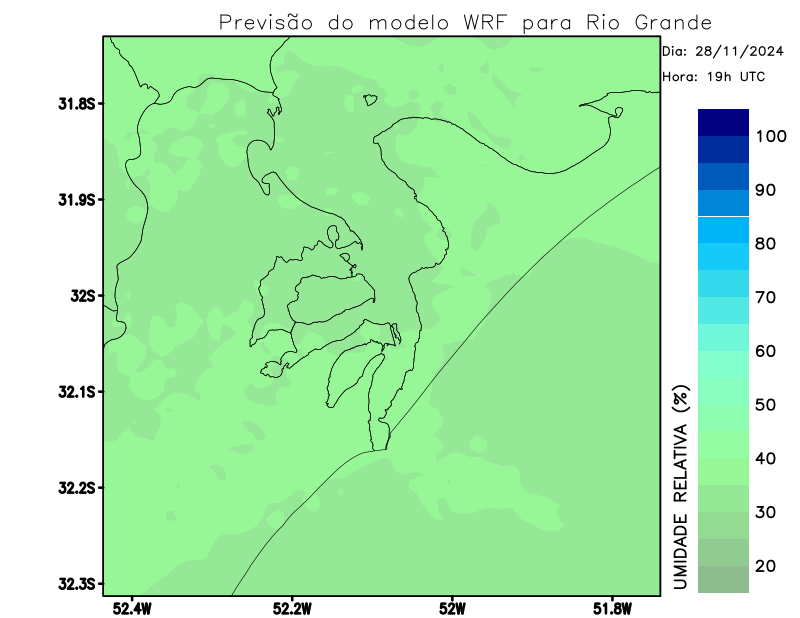 Previsão do modelo WRF para Rio Grande
Dia: 28/11/2024
Hora: 19h UTC
31.8S
31.9S
32S
32.1S
32.2S
32.3S
52.4W
52.2W
52W
51.8W
100
90
80
70
60
50
40
30
20
UMIDADE RELATIVA (%)